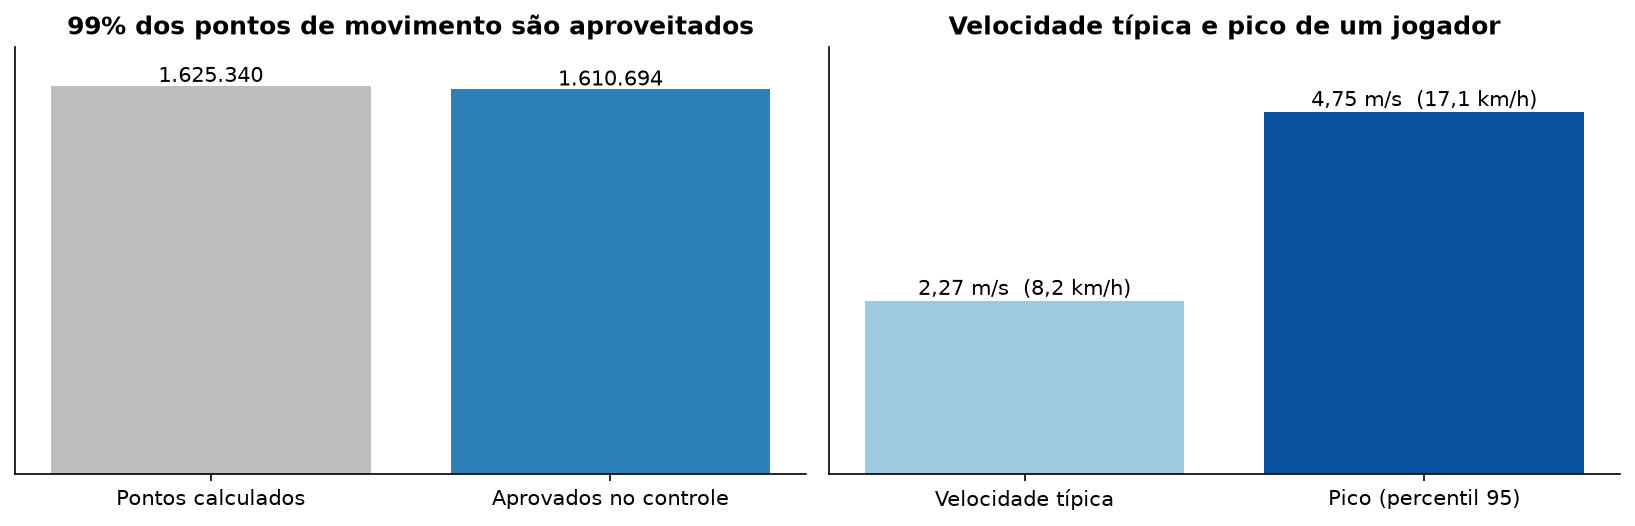 99% dos pontos de movimento são aproveitados
1.625.340
1.610.694
Pontos calculados
Aprovados no controle
Velocidade típica e pico de um jogador
2,27 m/s  (8,2 km/h)
4,75 m/s  (17,1 km/h)
Velocidade típica
Pico (percentil 95)